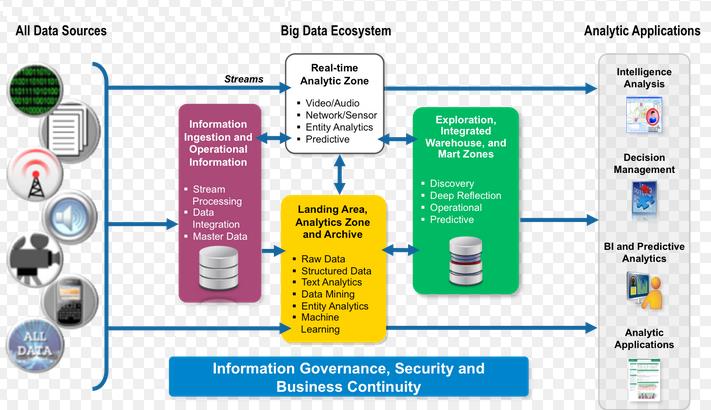 All Data Sources
Big Data Ecosystem
Analytic Applications
Streams
Real-time
Analytic Zone
▪ Video/Audio
▪ Network/Sensor
▪ Entity Analytics
▪ Predictive
Information
Ingestion and
Operational
Information
▪ Stream
Processing
▪ Data
Integration
▪ Master Data
Landing Area,
Analytics Zone
and Archive
▪ Raw Data
▪ Structured Data
▪ Text Analytics
▪ Data Mining
▪ Entity Analytics
▪ Machine
Learning
Exploration,
Integrated
Warehouse, and
Mart Zones
▪ Discovery
▪ Deep Reflection
▪ Operational
▪ Predictive
Intelligence
Analysis
Decision
Management
BI and Predictive
Analytics
Analytic
Applications
ALL
DATA
Information Governance, Security and
Business Continuity